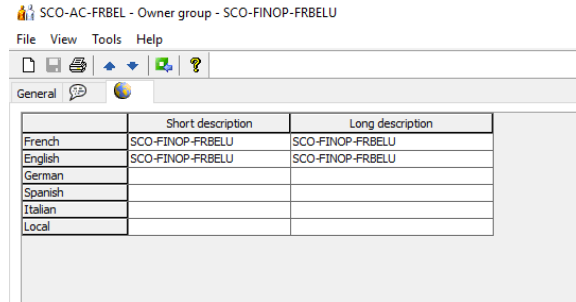 SCO-AC-FRBEL - Owner group - SCO-FINOP-FRBELU
File View Tools Help
General
Short description Long description
French SCO-FINOP-FRBELU SCO-FINOP-FRBELU
English SCO-FINOP-FRBELU SCO-FINOP-FRBELU
German
Spanish
Italian
Local